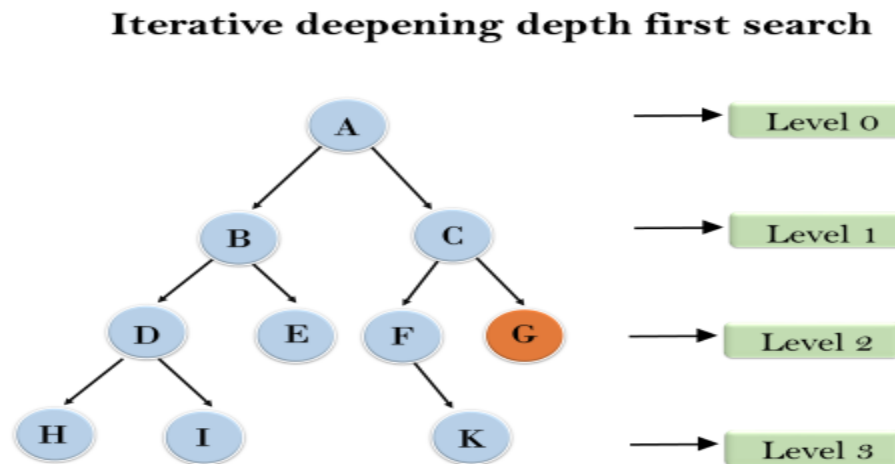 Iterative deepening depth first search
A
Level 0
B
C
Level 1
D
E
F
G
Level 2
H
I
K
Level 3